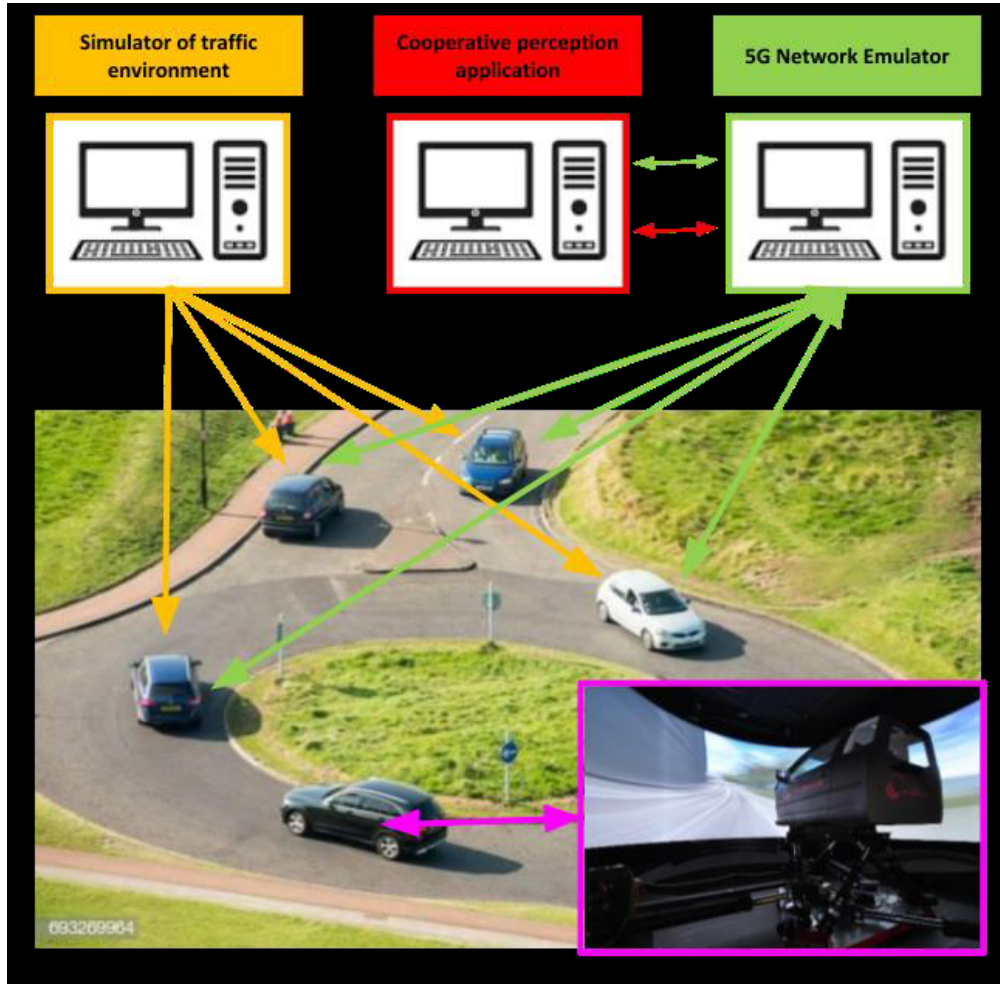 Simulator of traffic
environment
Cooperative perception
application
5G Network Emulator
693269964